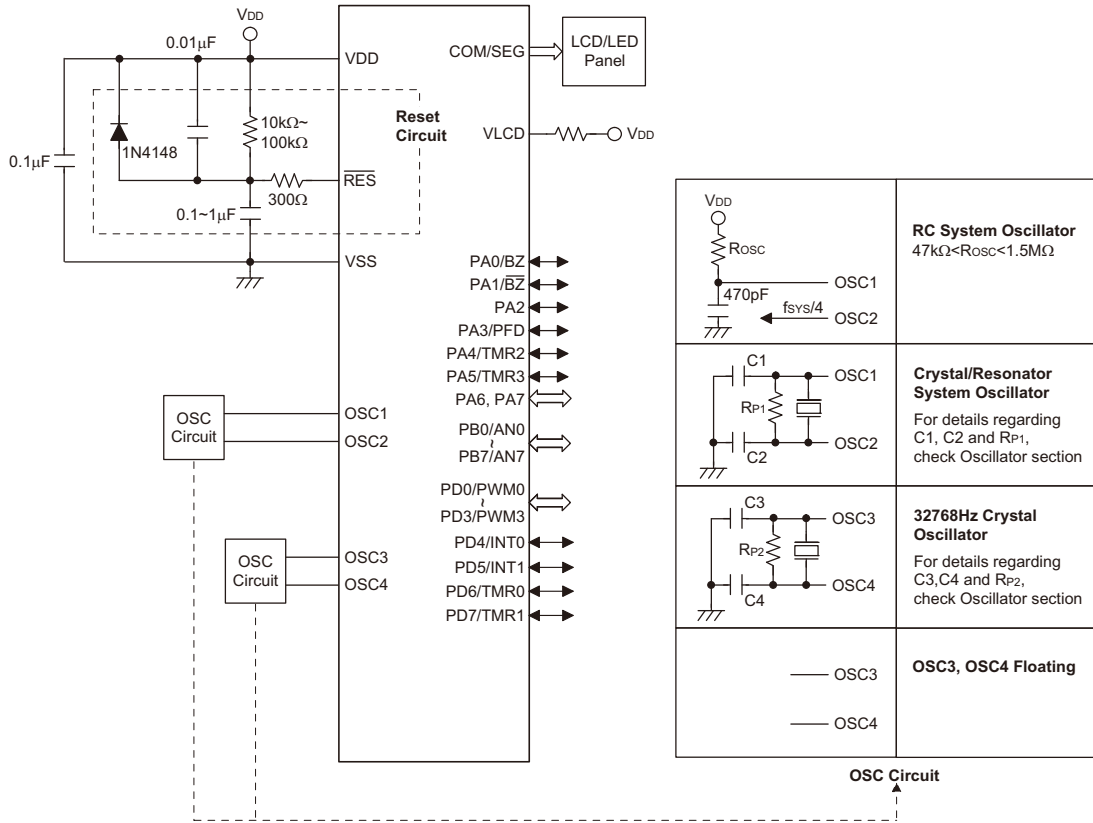 VDD
0.01μF
VDD
COM/SEG
LCD/LED
Panel
Reset
Circuit
10kΩ~
100kΩ
VLCD
VDD
1N4148
0.1μF
RES
300Ω
0.1~1μF
VSS
PA0/BZ
PA1/BZ
PA2
PA3/PFD
PA4/TMR2
PA5/TMR3
PA6, PA7
PB0/AN0
~
PB7/AN7
PD0/PWM0
~
PD3/PWM3
PD4/INT0
PD5/INT1
PD6/TMR0
PD7/TMR1
OSC
Circuit
OSC1
OSC2
OSC
Circuit
OSC3
OSC4
VDD
ROSC
OSC1
470pF
fSYS/4
OSC2
RC System Oscillator
47kΩ<ROSC<1.5MΩ
C1
OSC1
RP1
OSC2
C2
Crystal/Resonator
System Oscillator
For details regarding
C1, C2 and RP1,
check Oscillator section
C3
OSC3
RP2
OSC4
C4
32768Hz Crystal
Oscillator
For details regarding
C3,C4 and RP2,
check Oscillator section
OSC3
OSC4
OSC3, OSC4 Floating
OSC Circuit